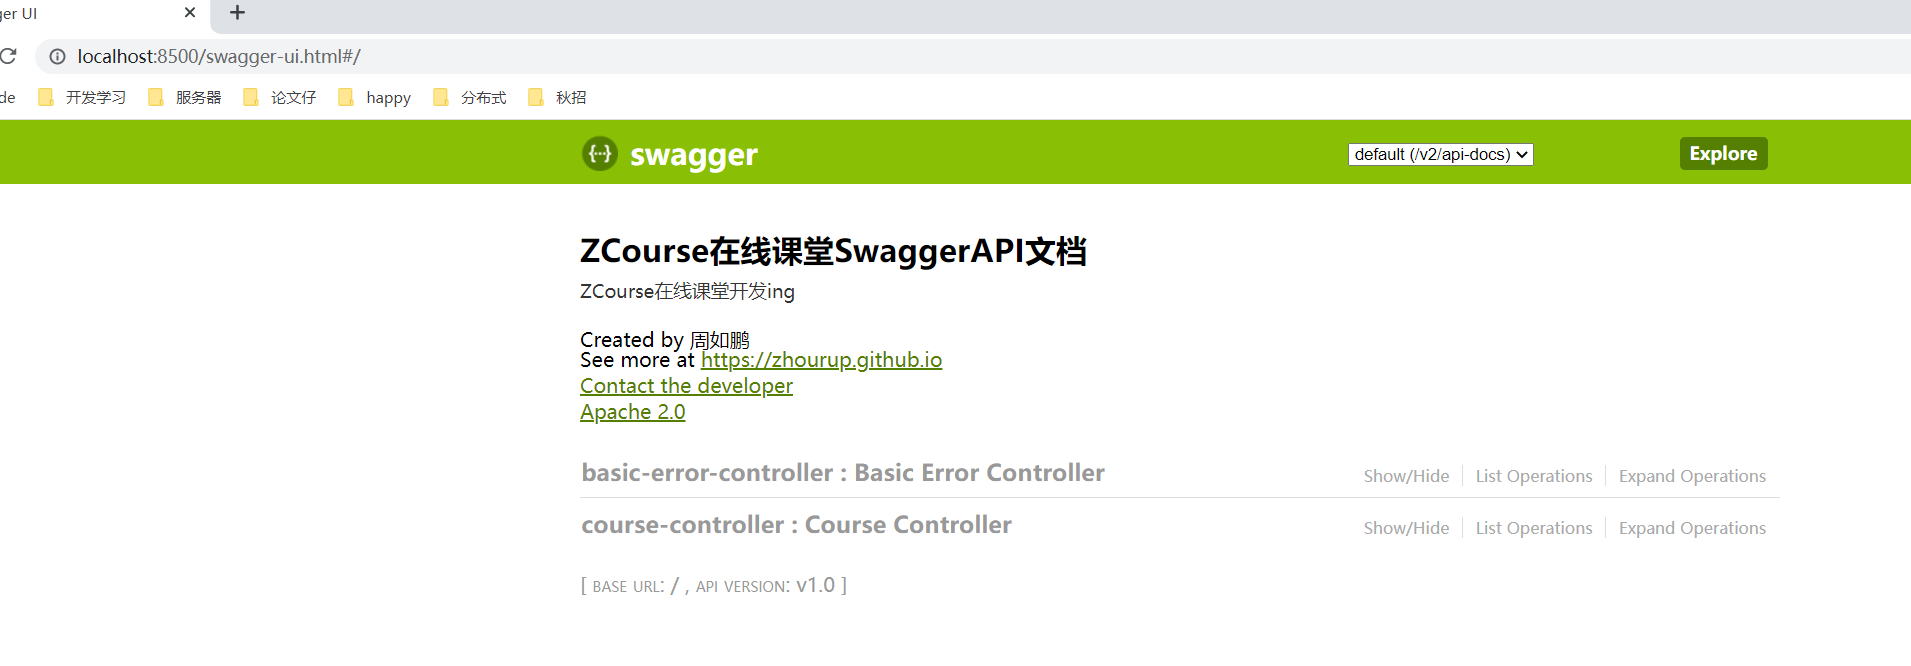 ger UI
localhost:8500/swagger-ui.html#/
de 开发学习 服务器 论文仔 happy 分布式 秋招
{···} swagger default (/v2/api-docs) Explore
ZCourse在线课堂SwaggerAPI文档
ZCourse在线课堂开发ing
Created by 周如鹏
See more at https://zhourup.github.io
Contact the developer
Apache 2.0
basic-error-controller : Basic Error Controller Show/Hide List Operations Expand Operations
course-controller : Course Controller Show/Hide List Operations Expand Operations
[ BASE URL: / , API VERSION: v1.0 ]